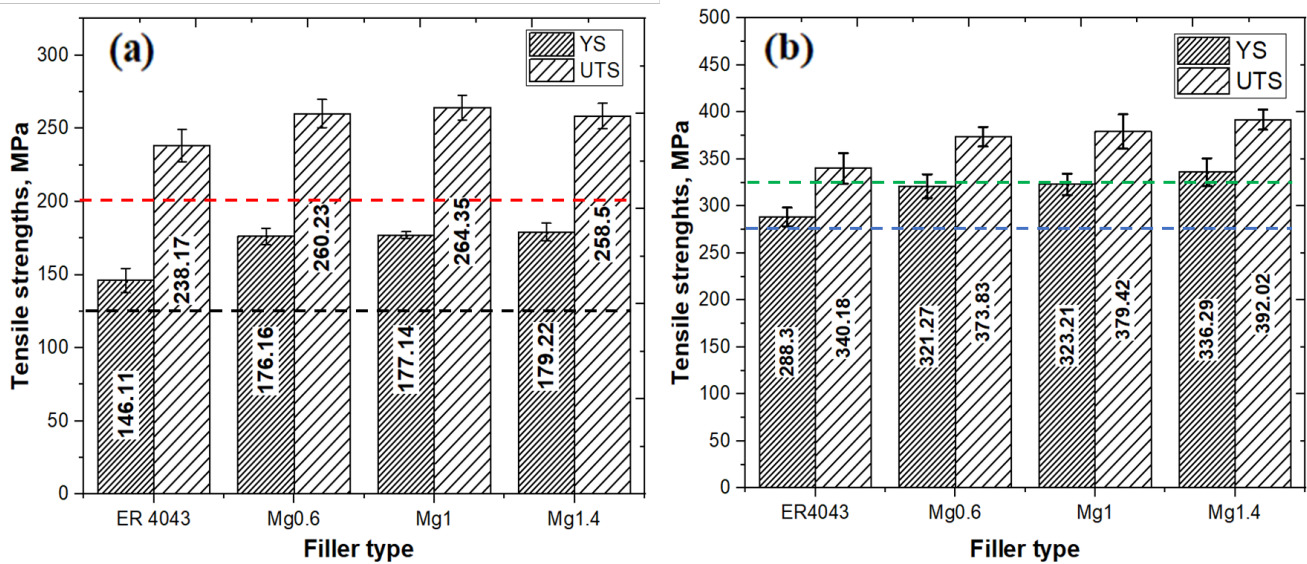 (a)
YS
UTS
Tensile strengths, MPa
300
250
200
150
100
50
0
146.11
238.17
176.16
260.23
177.14
264.35
179.22
258.5
ER 4043
Mg0.6
Mg1
Mg1.4
Filler type
(b)
YS
UTS
Tensile strenghts, MPa
500
450
400
350
300
250
300
150
100
50
0
288.3
340.18
321.27
373.83
323.21
379.42
336.29
392.02
ER4043
Mg0.6
Mg1
Mg1.4
Filler type